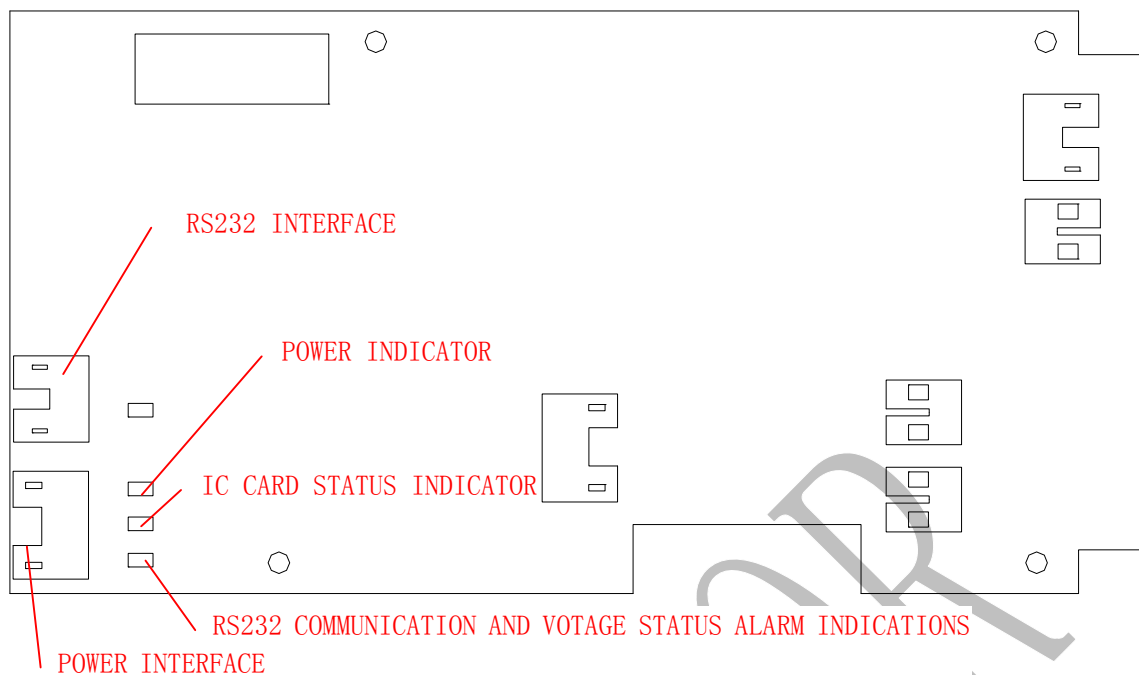 RS232 INTERFACE
POWER INDICATOR
IC CARD STATUS INDICATOR
RS232 COMMUNICATION AND VOTAGE STATUS ALARM INDICATIONS
POWER INTERFACE